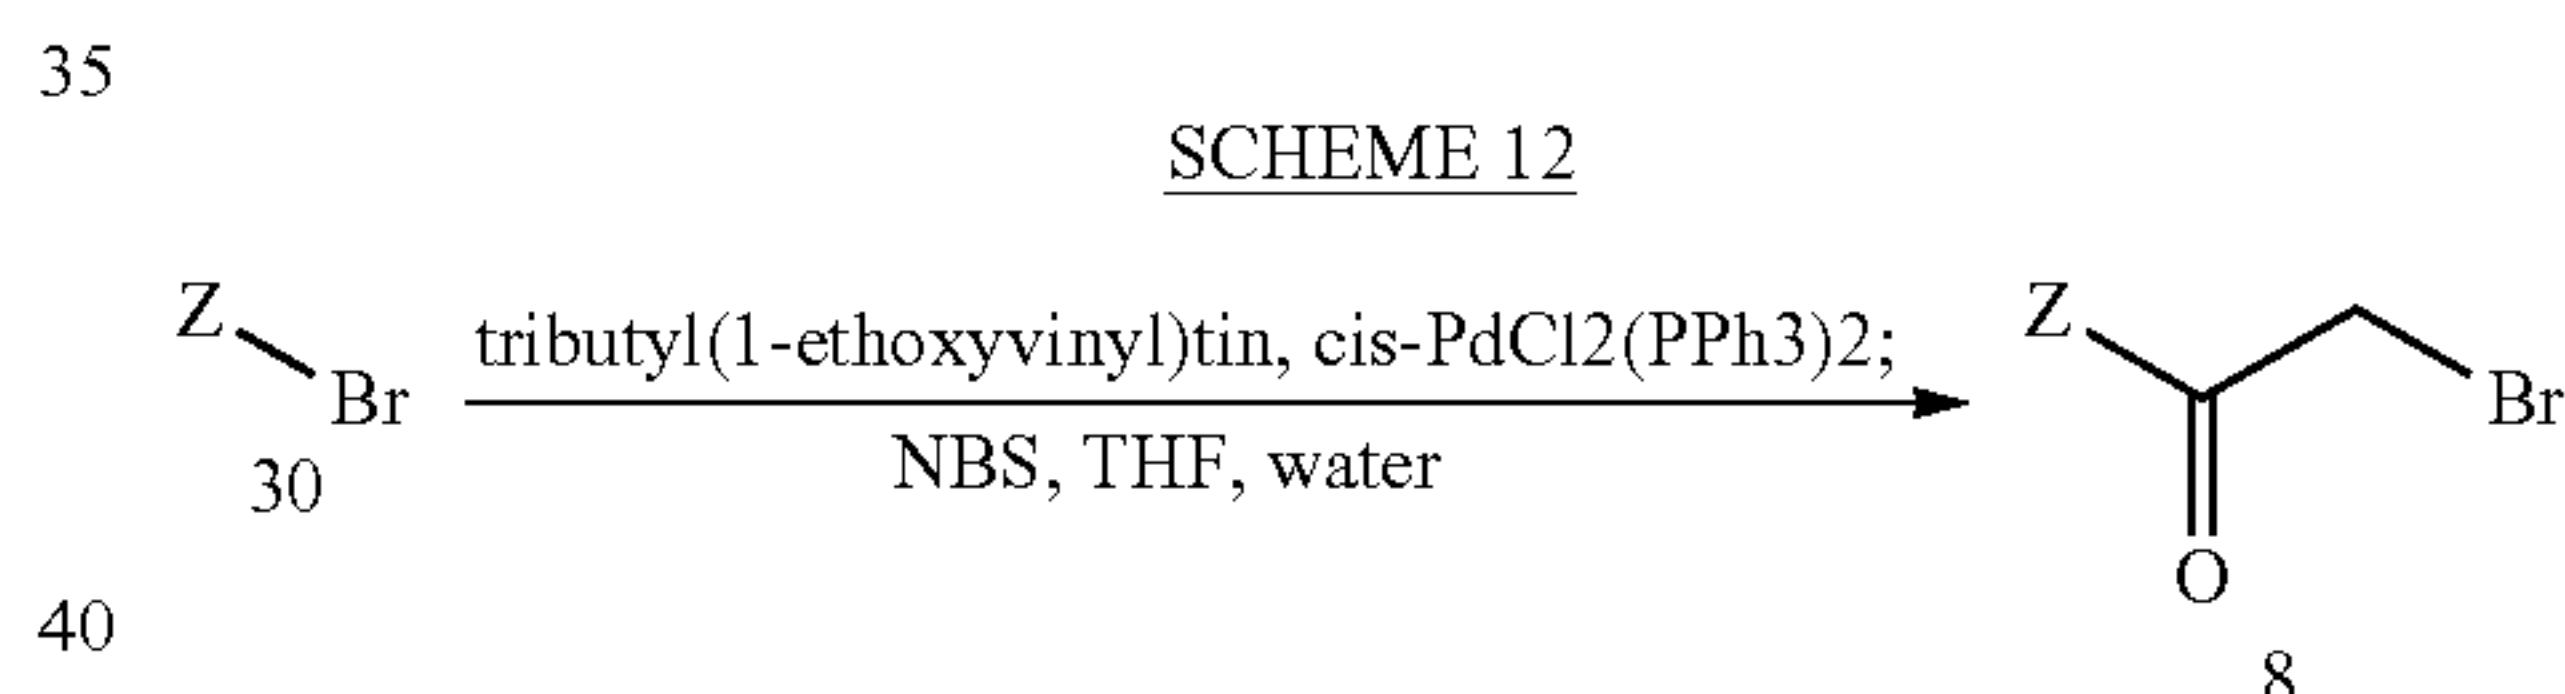 35
SCHEME 12
Z
Br
30
tributyl(1-ethoxyvinyl)tin, cis-PdCl2(PPh3)2;
NBS, THF, water
Z
Br
O
8
40